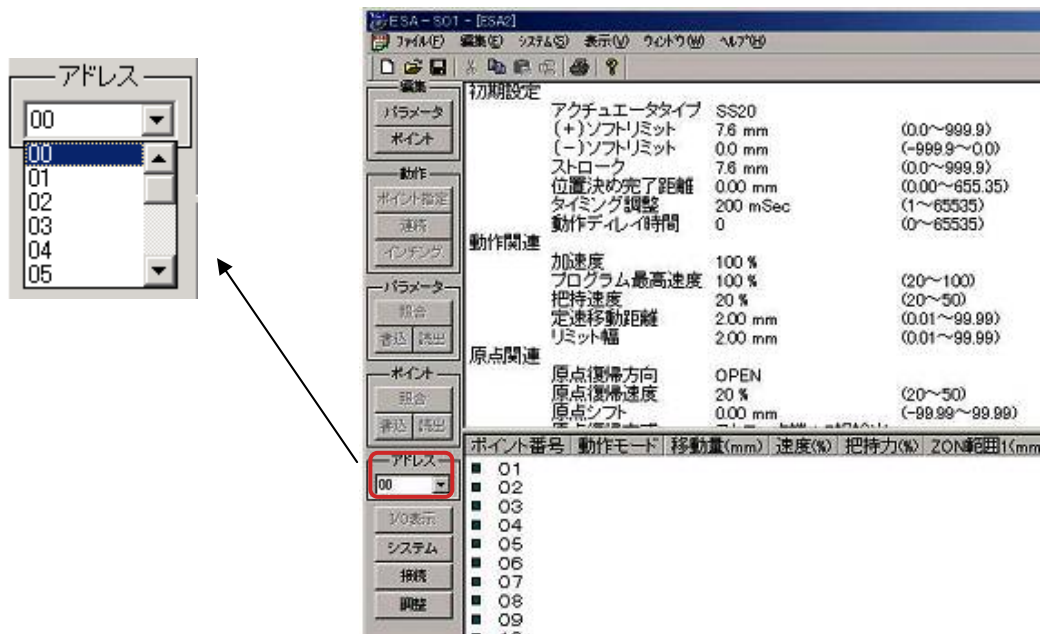 アドレス
00
00
01
02
03
04
05
ESA-S01 - [ESA2]
ファイル(F) 編集(E) システム(S) 表示(V) ウィンドウ(W) ヘルプ(H)
編集
パラメータ
ポイント
動作
ポイント指定
連続
インチング
パラメータ
照合
書込 読出
ポイント
照合
書込 読出
アドレス
00
I/O表示
システム
接続
調整
初期設定
アクチュエータタイプ SS20
(+)ソフトリミット 7.6 mm (0.0～999.9)
(-)ソフトリミット 0.0 mm (-999.9～0.0)
ストローク 7.6 mm (0.0～999.9)
位置決め完了距離 0.00 mm (0.00～655.35)
タイミング調整 200 mSec (1～65535)
動作ディレイ時間 0 (0～65535)
動作関連
加速度 100 %
プログラム最高速度 100 % (20～100)
把持速度 20 % (20～50)
定速移動距離 2.00 mm (0.01～99.99)
リミット幅 2.00 mm (0.01～99.99)
原点関連
原点復帰方向 OPEN
原点復帰速度 20 % (20～50)
原点シフト 0.00 mm (-99.99～99.99)
ポイント番号 動作モード 移動量(mm) 速度(%) 把持力(%) ZON範囲1(mm
01
02
03
04
05
06
07
08
09